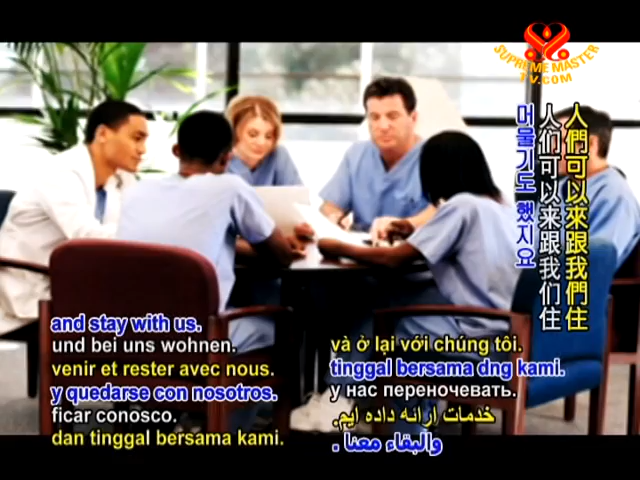 SUPREME MASTER
TV.COM
人們可以來跟我們住
人们可以来跟我们住
머물기도 했지요
and stay with us.
und bei uns wohnen.
venir et rester avec nous.
y quedarse con nosotros.
ficar conosco.
dan tinggal bersama kami.
và ở lại với chúng tôi.
tinggal bersama dng kami.
у нас переночевать.
خدمات ارائه داده ایم.
والبقاء معنا .